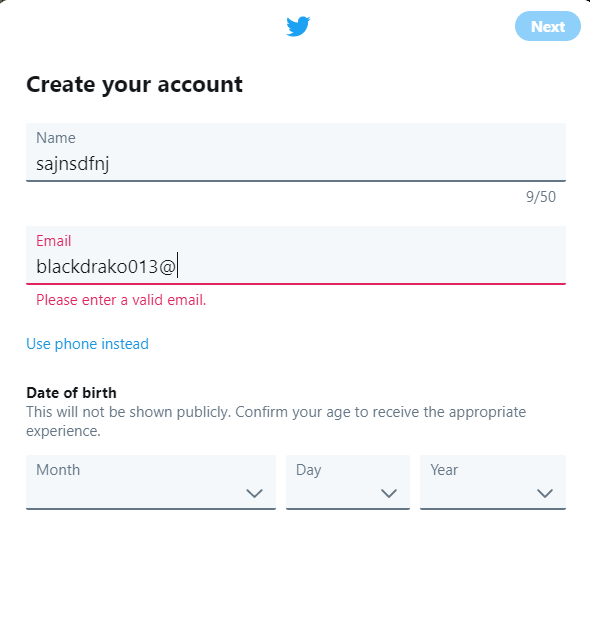 Next
Create your account
Name
sajnsdfnj
9/50
Email
blackdrako013@
Please enter a valid email.
Use phone instead
Date of birth
This will not be shown publicly. Confirm your age to receive the appropriate
experience.
Month Day Year